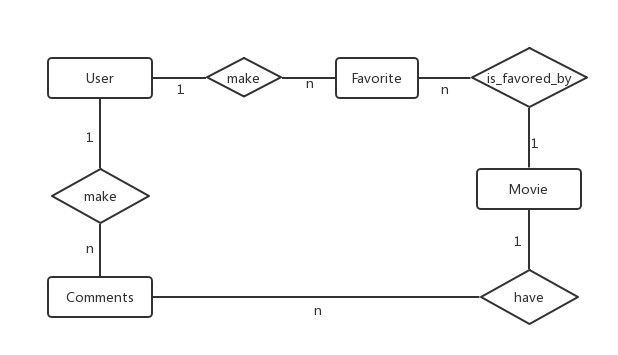 User
1
make
n
Favorite
n
is_favored_by
1
1
make
Movie
n
1
Comments
n
have